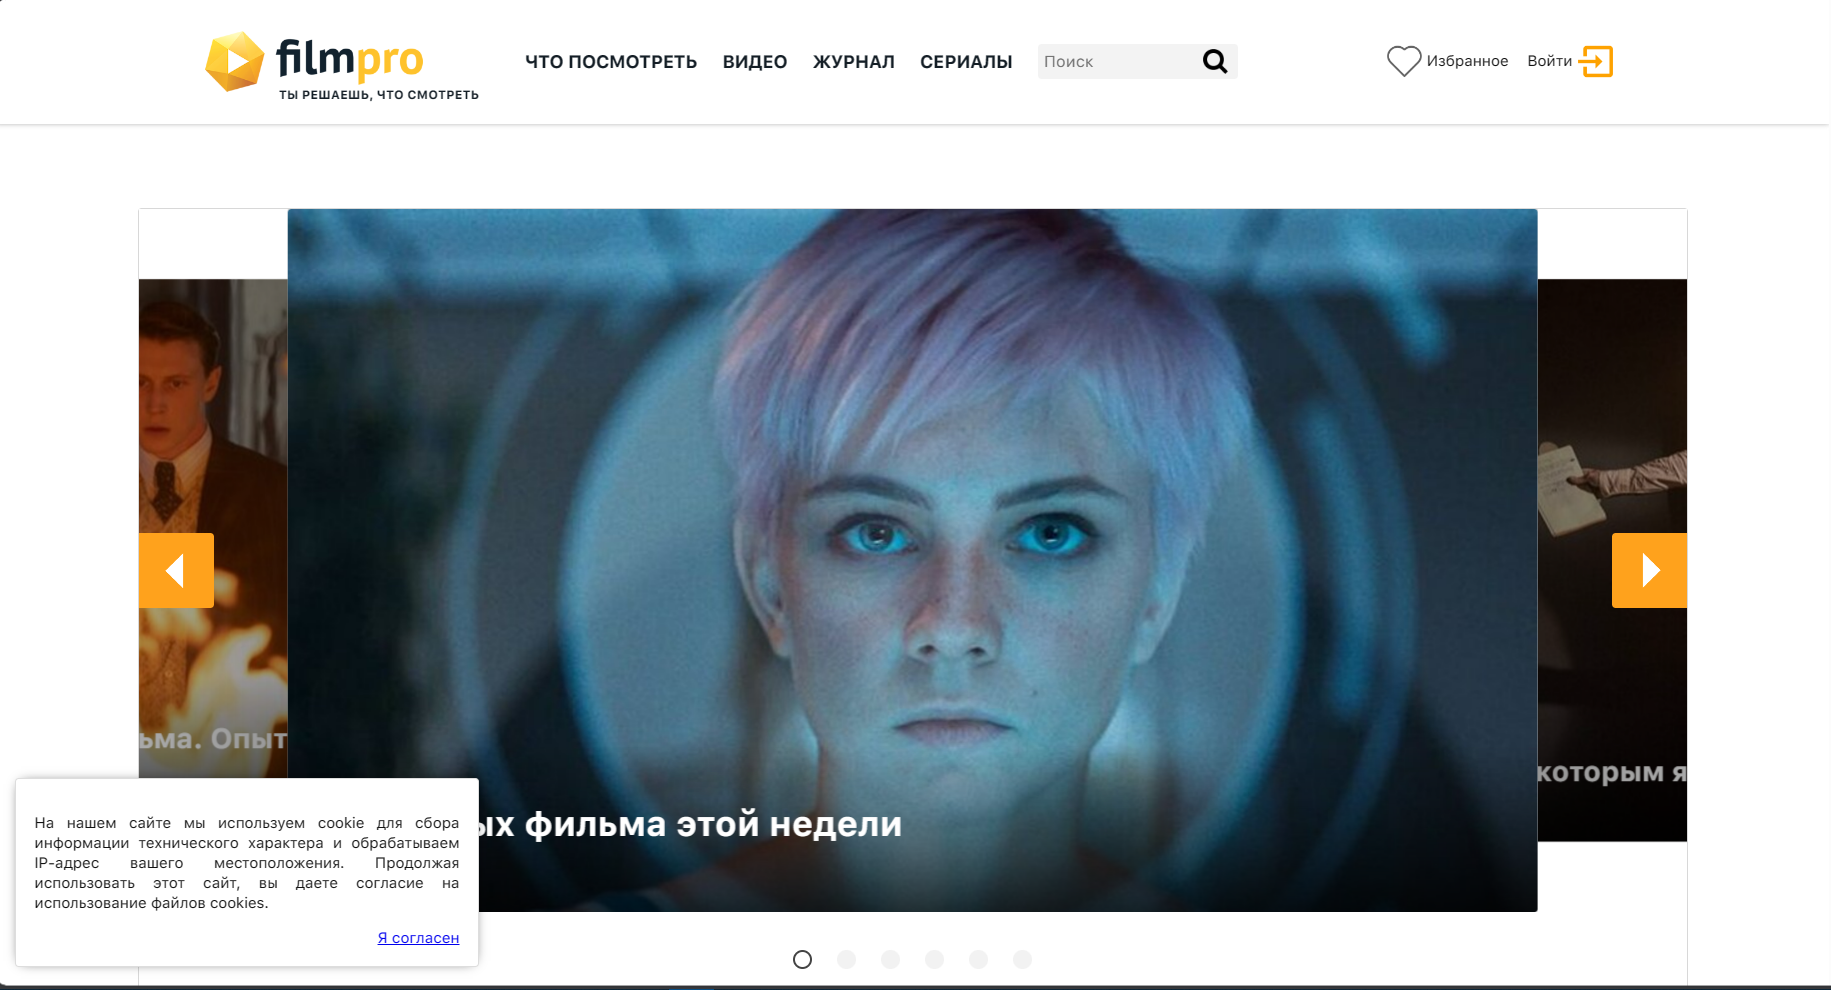 filmpro
ТЫ РЕШАЕШЬ, ЧТО СМОТРЕТЬ
ЧТО ПОСМОТРЕТЬ ВИДЕО ЖУРНАЛ СЕРИАЛЫ
Поиск
Избранное Войти
ьма. Опыт
которым я
ых фильма этой недели
На нашем сайте мы используем cookie для сбора
информации технического характера и обрабатываем
IP-адрес вашего местоположения. Продолжая
использовать этот сайт, вы даете согласие на
использование файлов cookies.
Я согласен